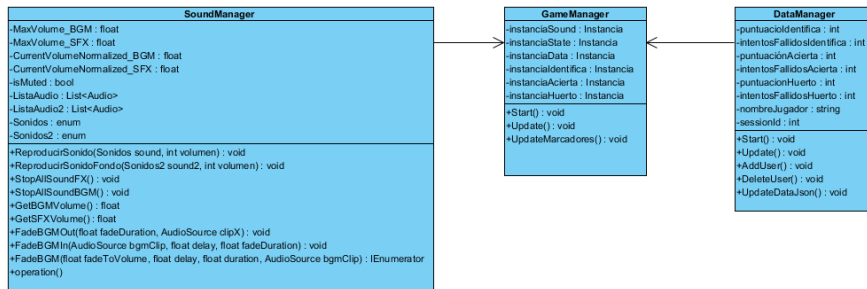 SoundManager
-MaxVolume_BGM : float
-MaxVolume_SFX : float
-CurrentVolumeNormalized_BGM : float
-CurrentVolumeNormalized_SFX : float
-isMuted : bool
-ListaAudio : List<Audio>
-ListaAudio2 : List<Audio>
-Sonidos : enum
-Sonidos2 : enum
+ReproducirSonido(Sonidos sound, int volumen) : void
+ReproducirSonidoFondo(Sonidos2 sound2, int volumen) : void
+StopAllSoundFX() : void
+StopAllSoundBGM() : void
+GetBGMVolume() : float
+GetSFXVolume() : float
+FadeBGMOut(float fadeDuration, AudioSource clipX) : void
+FadeBGMIn(AudioSource bgmClip, float delay, float fadeDuration) : void
+FadeBGM(float fadeToVolume, float delay, float duration, AudioSource bgmClip) : IEnumerator
+operation()
GameManager
-instanciaSound : Instancia
-instanciaState : Instancia
-instanciaData : Instancia
-instanciaIdentifica : Instancia
-instanciaAcierta : Instancia
-instanciaHuerto : Instancia
+Start() : void
+Update() : void
+UpdateMarcadores() : void
DataManager
-puntuacioIdentifica : int
-intentosFallidosIdentifica : int
-puntuaciónAcierta : int
-intentosFallidosAcierta : int
-puntuacionHuerto : int
-intentosFallidosHuerto : int
-nombreJugador : string
-sessionId : int
+Start() : void
+Update() : void
+AddUser() : void
+DeleteUser() : void
+UpdateDataJson() : void